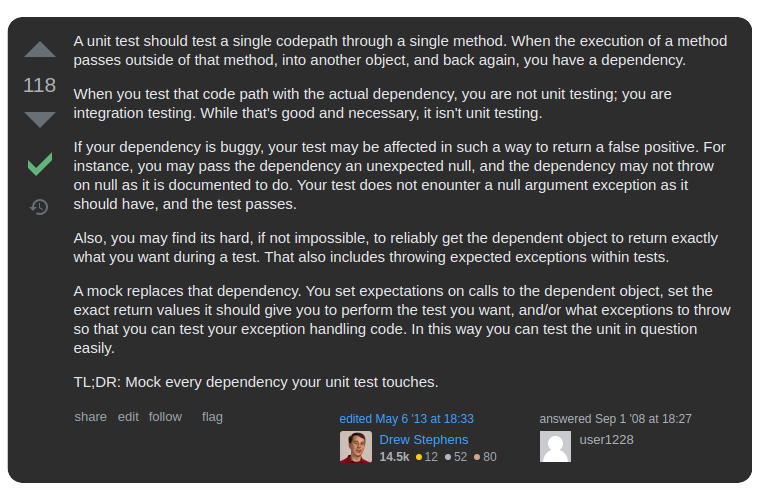 A unit test should test a single codepath through a single method. When the execution of a method
passes outside of that method, into another object, and back again, you have a dependency.
118
When you test that code path with the actual dependency, you are not unit testing; you are
integration testing. While that's good and necessary, it isn't unit testing.
If your dependency is buggy, your test may be affected in such a way to return a false positive. For
instance, you may pass the dependency an unexpected null, and the dependency may not throw
on null as it is documented to do. Your test does not enounter a null argument exception as it
should have, and the test passes.
Also, you may find its hard, if not impossible, to reliably get the dependent object to return exactly
what you want during a test. That also includes throwing expected exceptions within tests.
A mock replaces that dependency. You set expectations on calls to the dependent object, set the
exact return values it should give you to perform the test you want, and/or what exceptions to throw
so that you can test your exception handling code. In this way you can test the unit in question
easily.
TL;DR: Mock every dependency your unit test touches.
share edit follow flag
edited May 6 '13 at 18:33
Drew Stephens
14.5k 12 52 80
answered Sep 1 '08 at 18:27
user1228